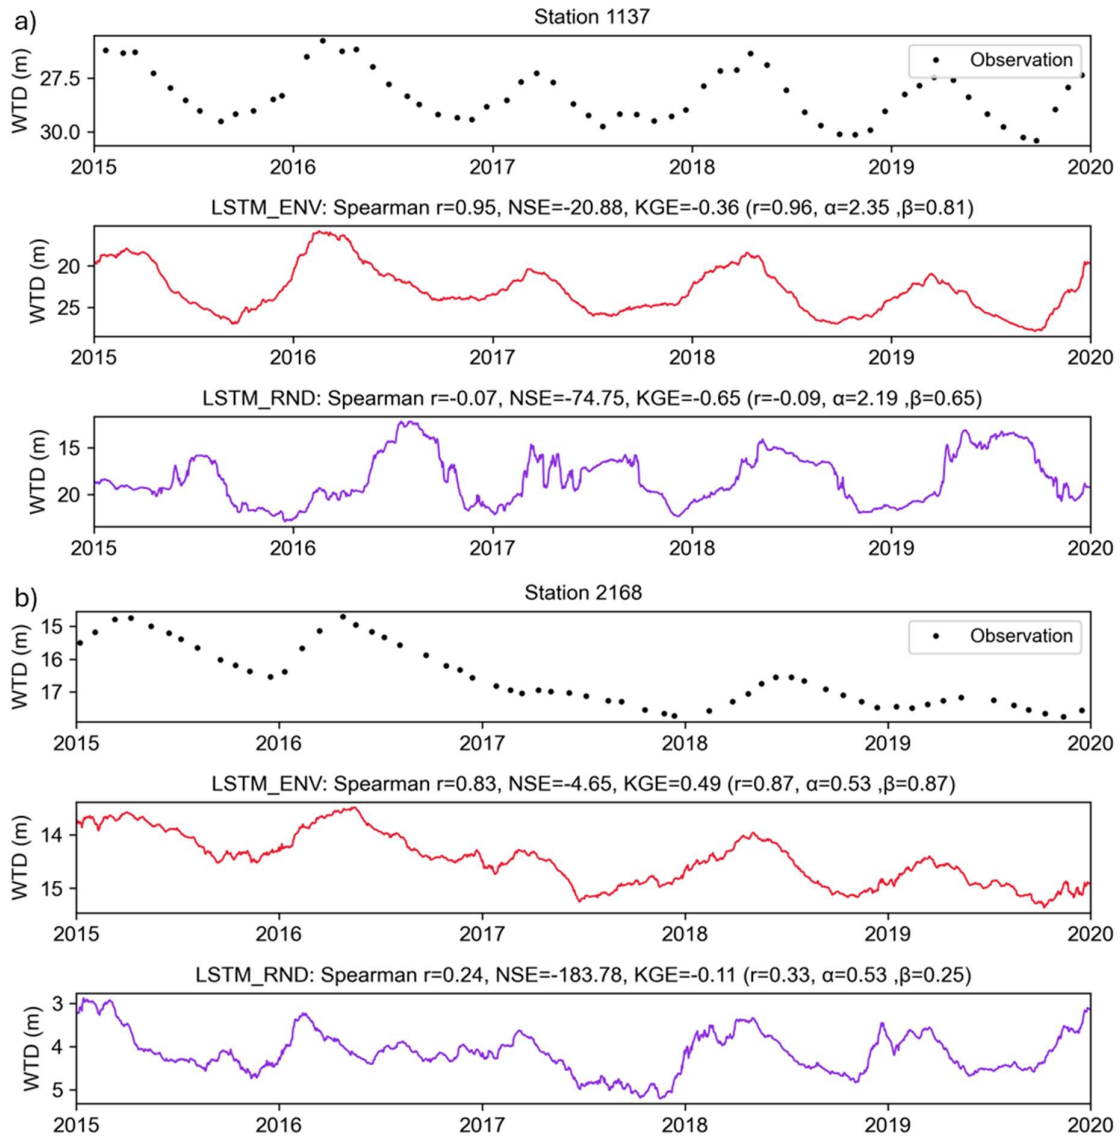 a)
Station 1137
WTD (m)
27.5
30.0
Observation
2015 2016 2017 2018 2019 2020
LSTM_ENV: Spearman r=0.95, NSE=-20.88, KGE=-0.36 (r=0.96, α=2.35 ,β=0.81)
WTD (m)
20
25
2015 2016 2017 2018 2019 2020
LSTM_RND: Spearman r=-0.07, NSE=-74.75, KGE=-0.65 (r=-0.09, α=2.19 ,β=0.65)
WTD (m)
15
20
2015 2016 2017 2018 2019 2020
b)
Station 2168
WTD (m)
15
16
17
Observation
2015 2016 2017 2018 2019 2020
LSTM_ENV: Spearman r=0.83, NSE=-4.65, KGE=0.49 (r=0.87, α=0.53 ,β=0.87)
WTD (m)
14
15
2015 2016 2017 2018 2019 2020
LSTM_RND: Spearman r=0.24, NSE=-183.78, KGE=-0.11 (r=0.33, α=0.53 ,β=0.25)
WTD (m)
3
4
5
2015 2016 2017 2018 2019 2020